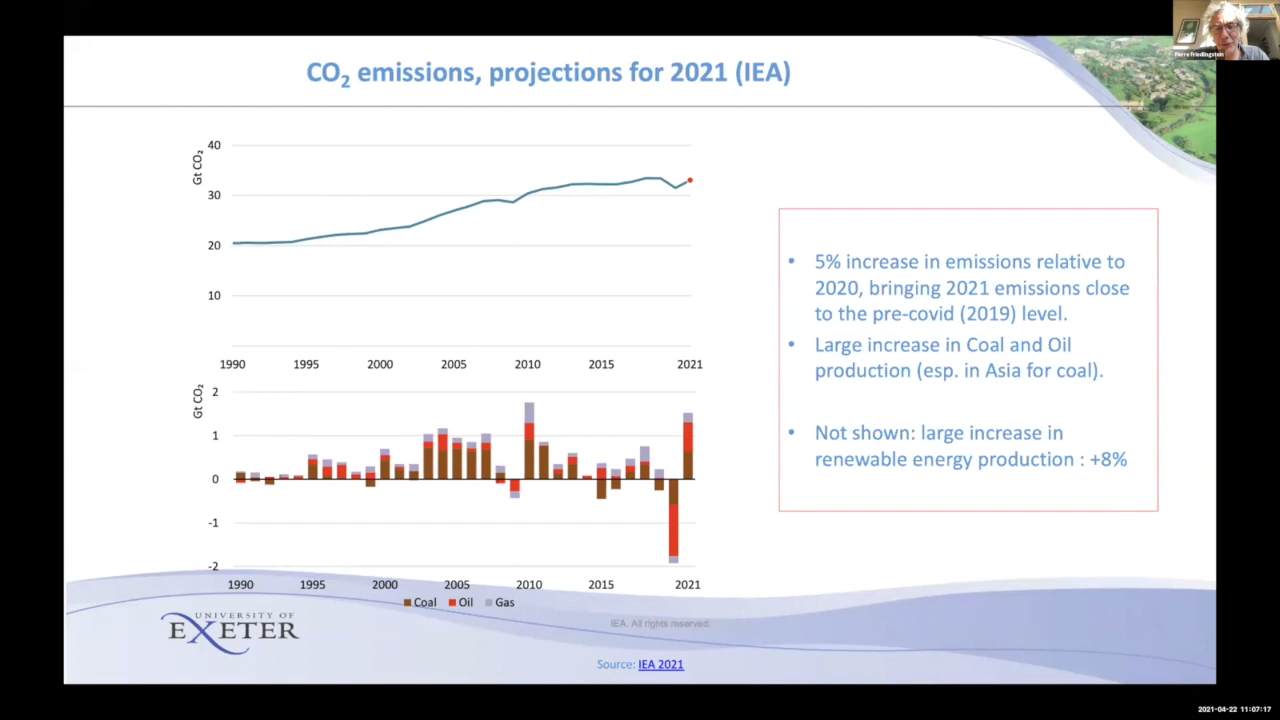 Pierre Friedlingstein
CO₂ emissions, projections for 2021 (IEA)
Gt CO₂
40
30
20
10
1990 1995 2000 2005 2010 2015 2021
Gt CO₂
2
1
0
-1
-2
1990 1995 2000 2005 2010 2015 2021
Coal Oil Gas
• 5% increase in emissions relative to
2020, bringing 2021 emissions close
to the pre-covid (2019) level.
• Large increase in Coal and Oil
production (esp. in Asia for coal).
• Not shown: large increase in
renewable energy production : +8%
UNIVERSITY OF
EXETER
IEA. All rights reserved.
Source: IEA 2021
2021-04-22 11:07:17